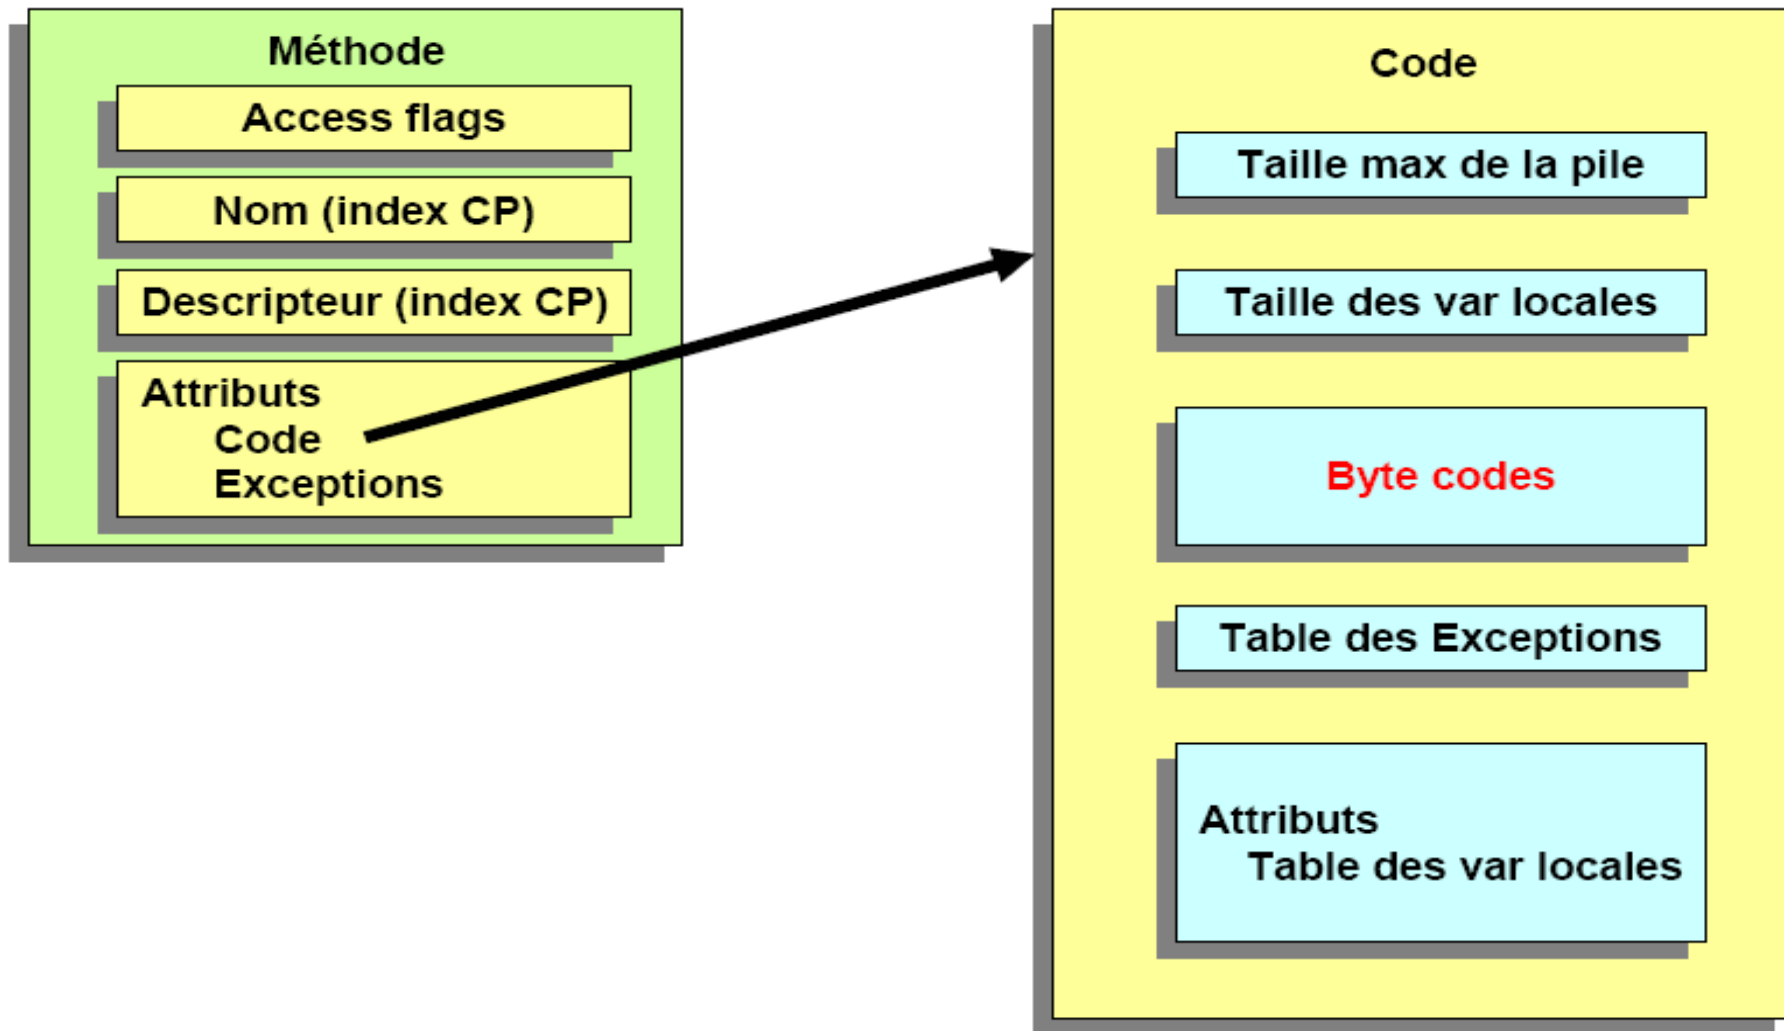 Méthode
Access flags
Nom (index CP)
Descripteur (index CP)
Attributs
Code
Exceptions
Code
Taille max de la pile
Taille des var locales
Byte codes
Table des Exceptions
Attributs
Table des var locales